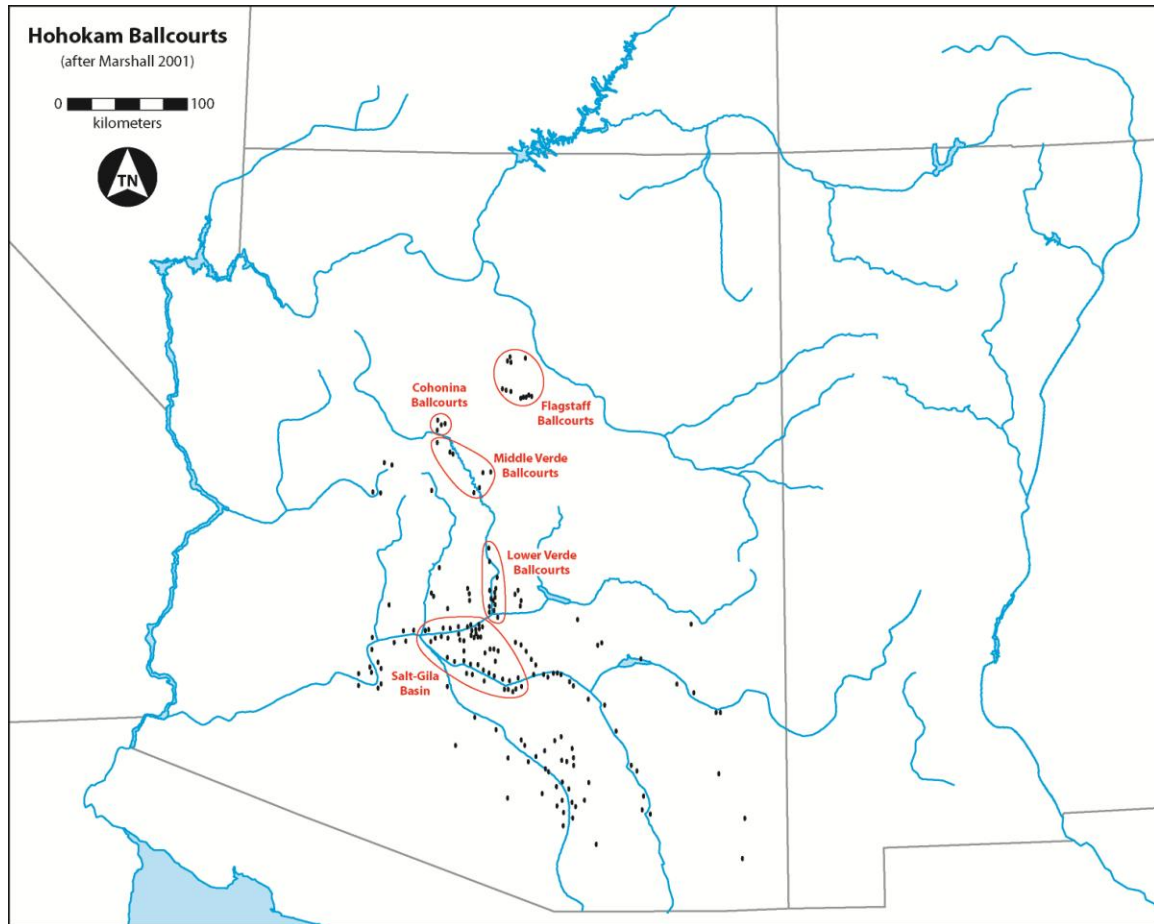 Hohokam Ballcourts
(after Marshall 2001)
0 100
kilometers
TN
Cohonina
Ballcourts
Flagstaff
Ballcourts
Middle Verde
Ballcourts
Lower Verde
Ballcourts
Salt-Gila
Basin